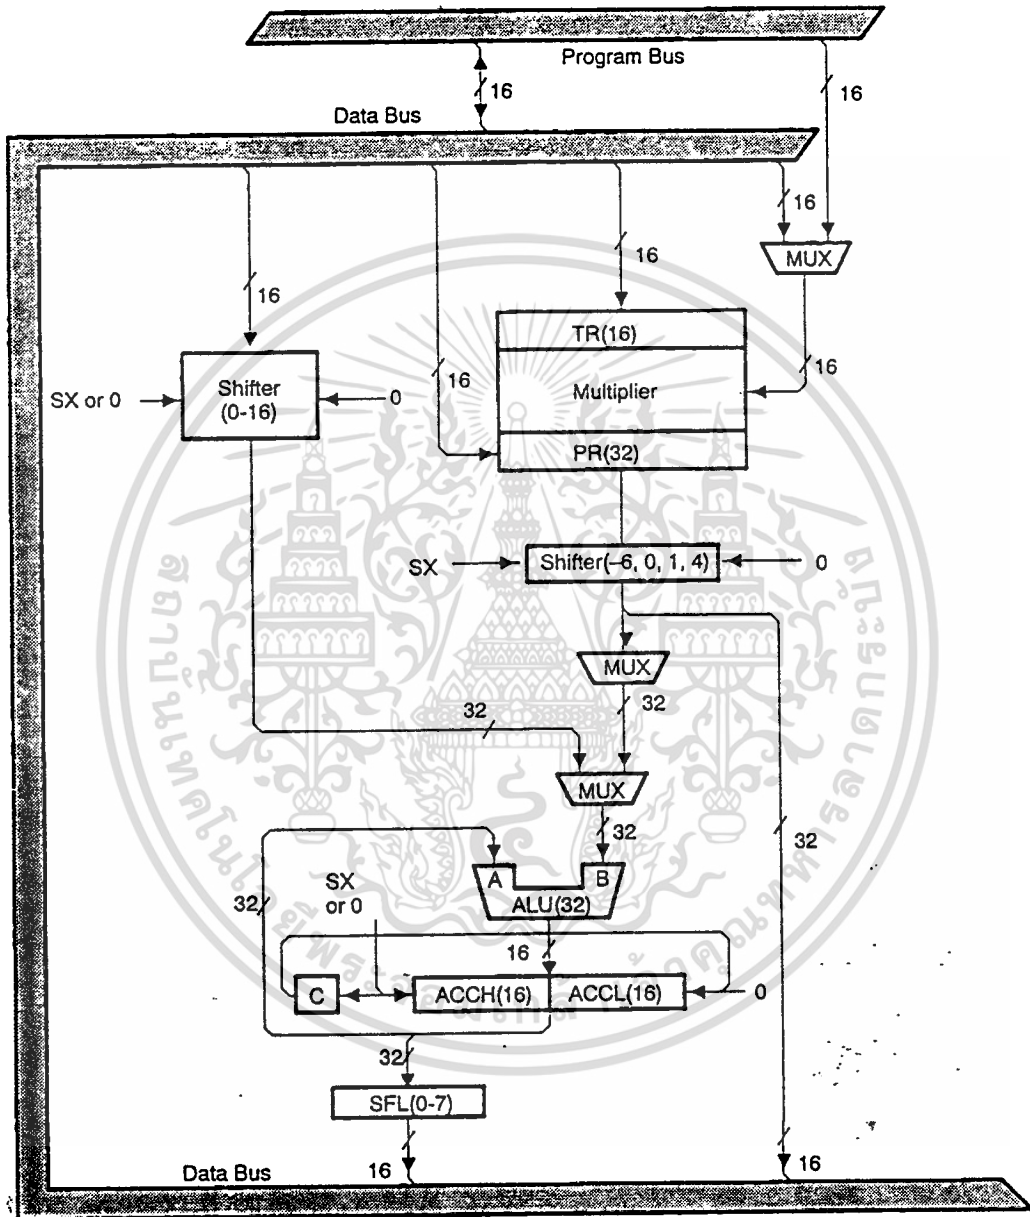 Program Bus
16
16
Data Bus
16
MUX
16
16
TR(16)
16
16
Shifter
(0-16)
SX or 0
0
Multiplier
PR(32)
SX
Shifter(–6, 0, 1, 4)
0
MUX
32
32
MUX
32
32
A
B
SX
or 0
32
ALU(32)
16
C
ACCH(16)
ACCL(16)
0
32
SFL(0-7)
16
16
Data Bus